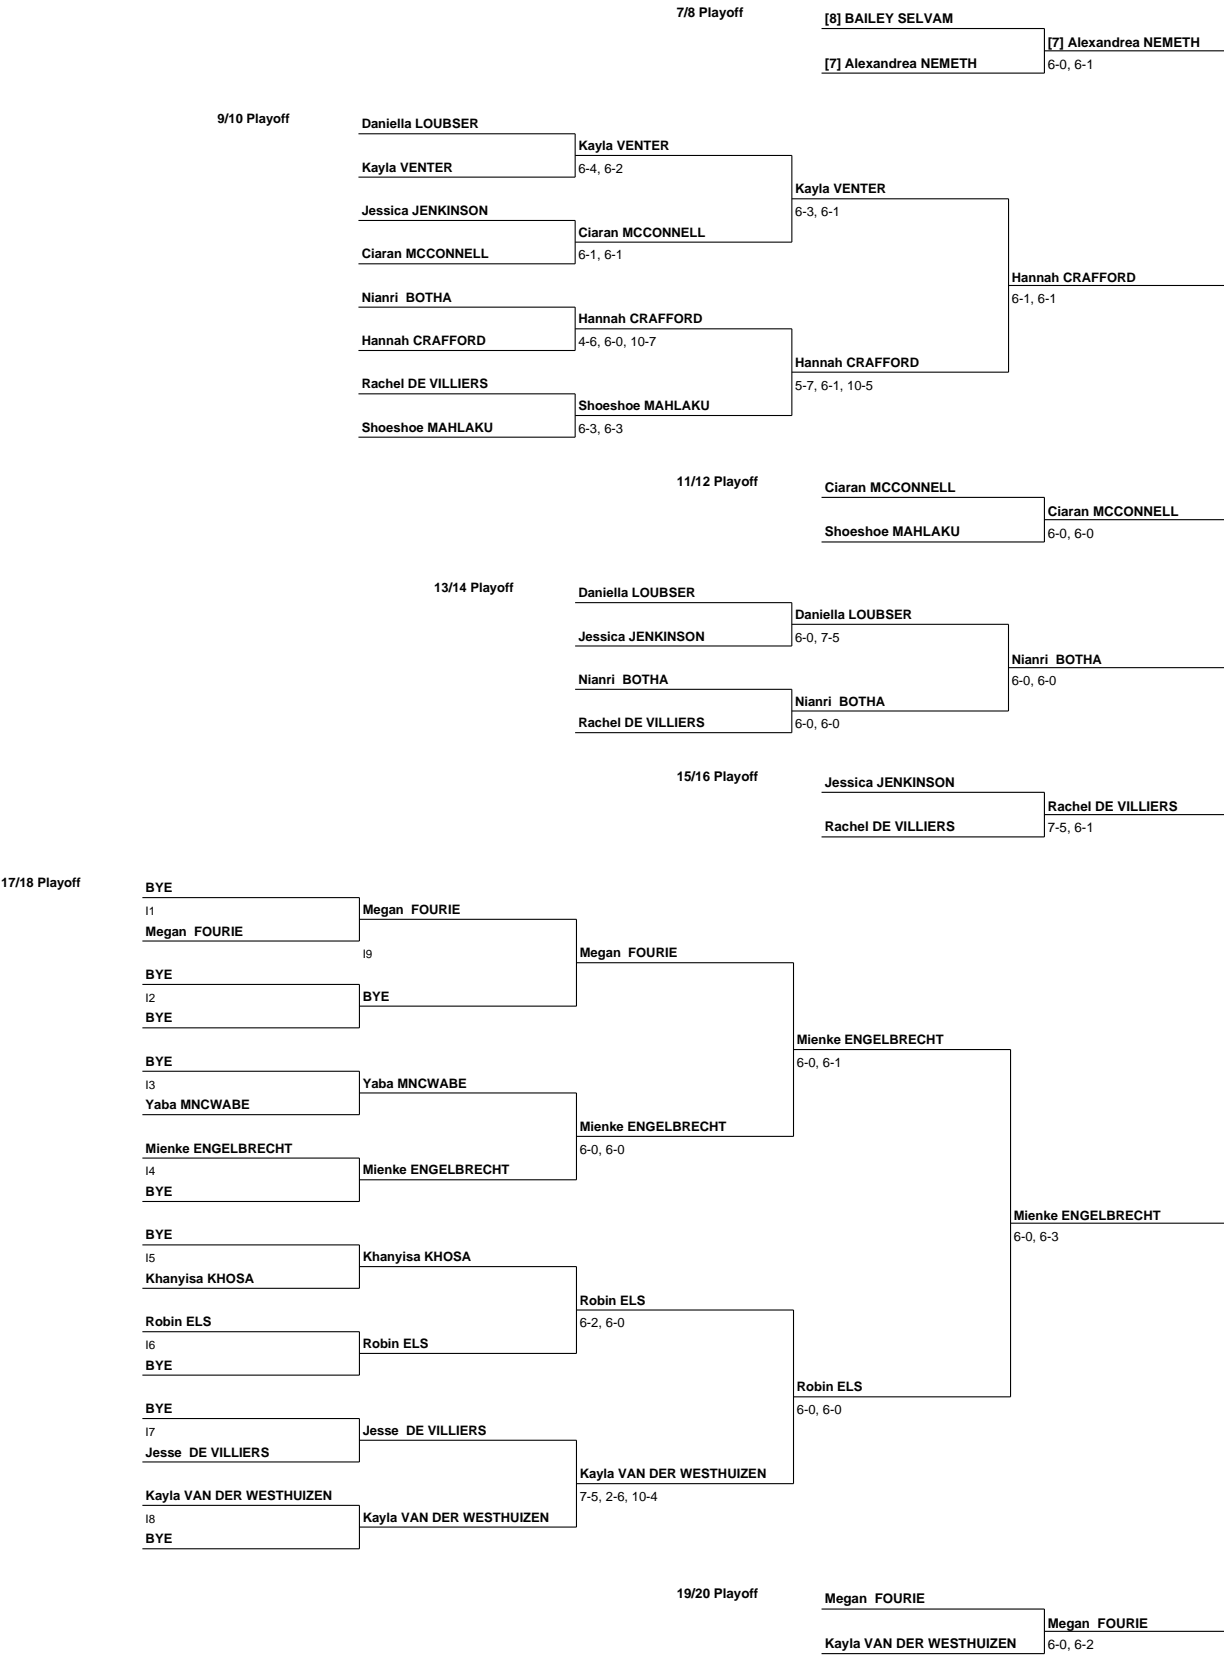 7/8 Playoff
[8] BAILEY SELVAM
[7] Alexandrea NEMETH
[7] Alexandrea NEMETH
6-0, 6-1
9/10 Playoff
Daniella LOUBSER
Kayla VENTER
Kayla VENTER
6-4, 6-2
Kayla VENTER
6-3, 6-1
Jessica JENKINSON
Ciaran MCCONNELL
Ciaran MCCONNELL
6-1, 6-1
Hannah CRAFFORD
6-1, 6-1
Nianri BOTHA
Hannah CRAFFORD
Hannah CRAFFORD
4-6, 6-0, 10-7
Hannah CRAFFORD
5-7, 6-1, 10-5
Rachel DE VILLIERS
Shoeshoe MAHLAKU
Shoeshoe MAHLAKU
6-3, 6-3
11/12 Playoff
Ciaran MCCONNELL
Ciaran MCCONNELL
Shoeshoe MAHLAKU
6-0, 6-0
13/14 Playoff
Daniella LOUBSER
Daniella LOUBSER
Jessica JENKINSON
6-0, 7-5
Nianri BOTHA
6-0, 6-0
Nianri BOTHA
Nianri BOTHA
Rachel DE VILLIERS
6-0, 6-0
15/16 Playoff
Jessica JENKINSON
Rachel DE VILLIERS
Rachel DE VILLIERS
7-5, 6-1
17/18 Playoff
BYE
I1
Megan FOURIE
Megan FOURIE
I9
Megan FOURIE
BYE
I2
BYE
BYE
Mienke ENGELBRECHT
6-0, 6-1
BYE
I3
Yaba MNCWABE
Yaba MNCWABE
Mienke ENGELBRECHT
6-0, 6-0
Mienke ENGELBRECHT
I4
Mienke ENGELBRECHT
BYE
Mienke ENGELBRECHT
6-0, 6-3
BYE
I5
Khanyisa KHOSA
Khanyisa KHOSA
Robin ELS
6-2, 6-0
Robin ELS
I6
Robin ELS
BYE
Robin ELS
6-0, 6-0
BYE
I7
Jesse DE VILLIERS
Jesse DE VILLIERS
Kayla VAN DER WESTHUIZEN
7-5, 2-6, 10-4
Kayla VAN DER WESTHUIZEN
I8
Kayla VAN DER WESTHUIZEN
BYE
19/20 Playoff
Megan FOURIE
Megan FOURIE
Kayla VAN DER WESTHUIZEN
6-0, 6-2